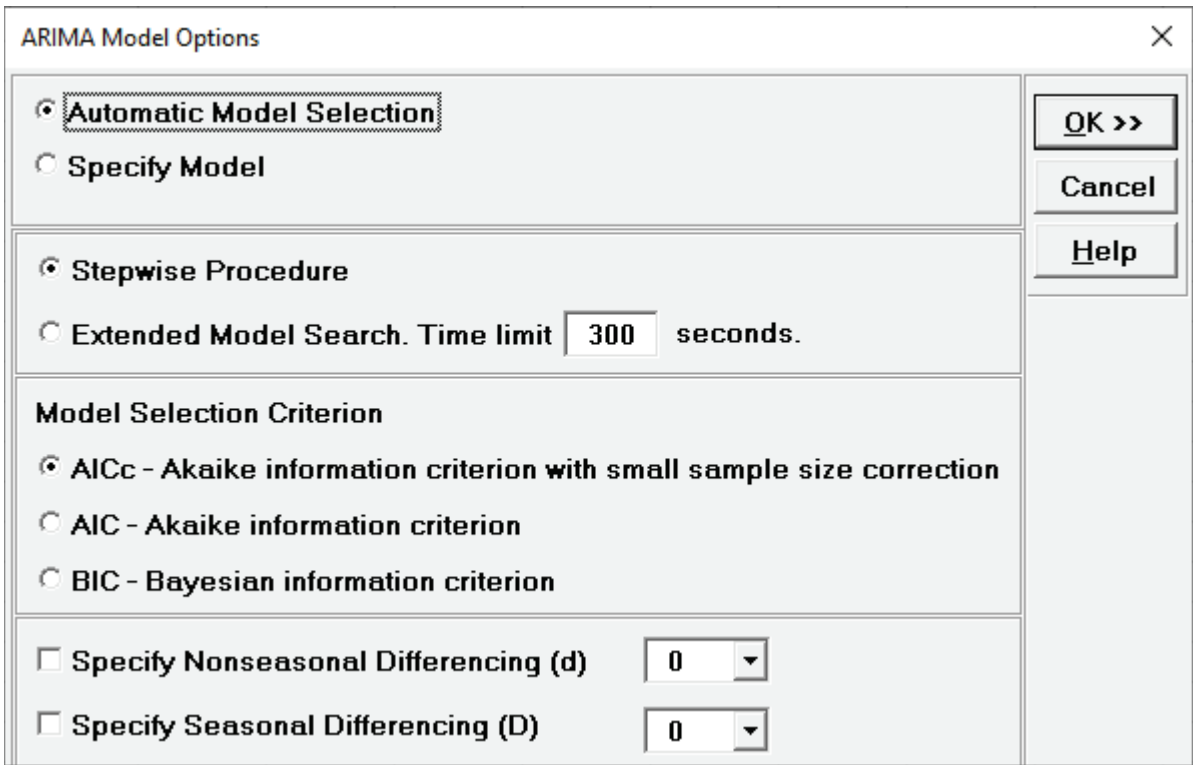 ARIMA Model Options
Automatic Model Selection
Specify Model
OK >>
Cancel
Help
Stepwise Procedure
Extended Model Search. Time limit 300 seconds.
Model Selection Criterion
AICc - Akaike information criterion with small sample size correction
AIC - Akaike information criterion
BIC - Bayesian information criterion
Specify Nonseasonal Differencing (d) 0
Specify Seasonal Differencing (D) 0